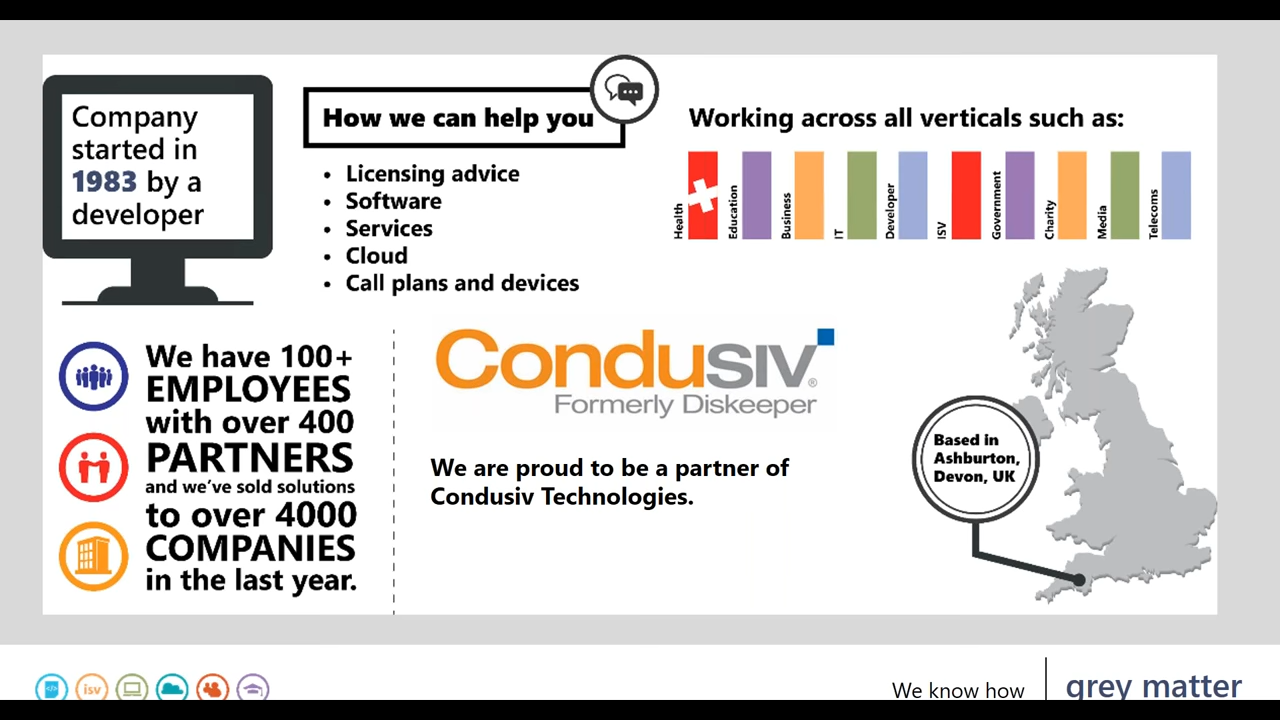 Company
started in
1983 by a
developer
How we can help you
• Licensing advice
• Software
• Services
• Cloud
• Call plans and devices
Working across all verticals such as:
Health
Education
Business
IT
Developer
ISV
Government
Charity
Media
Telecoms
We have 100+
EMPLOYEES
with over 400
PARTNERS
and we've sold solutions
to over 4000
COMPANIES
in the last year.
Condusiv®
Formerly Diskeeper
We are proud to be a partner of
Condusiv Technologies.
Based in
Ashburton,
Devon, UK
</>
isv
We know how
grey matter